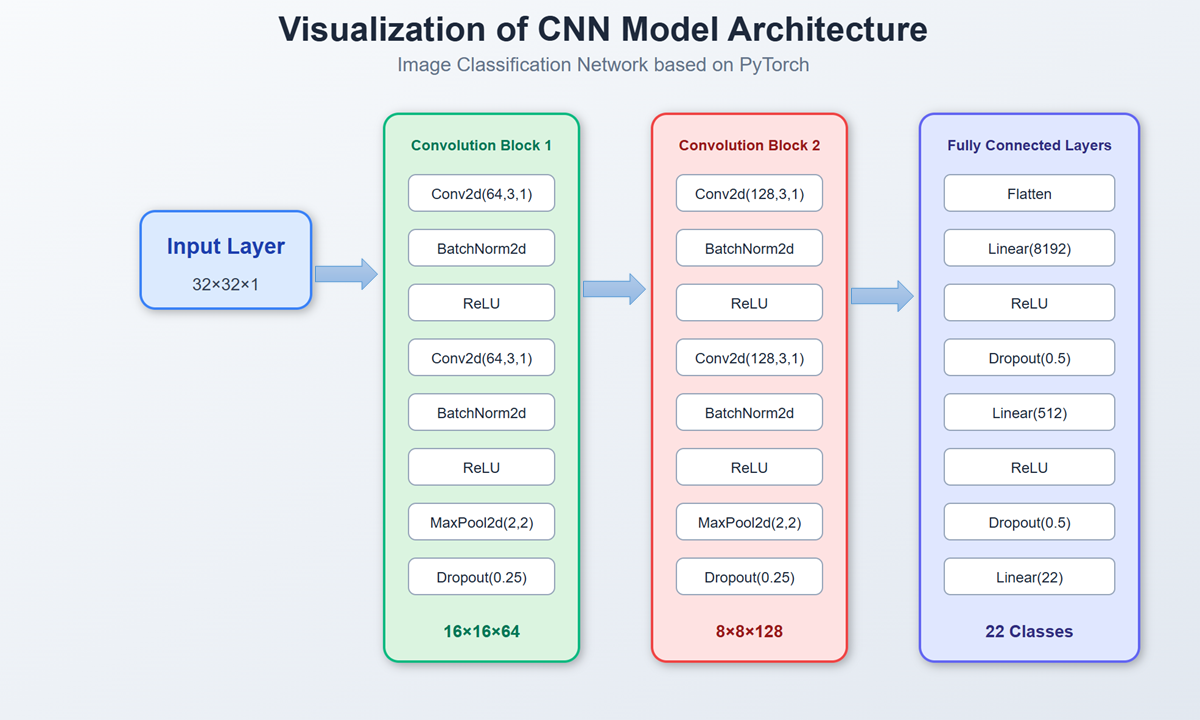 Visualization of CNN Model Architecture
Image Classification Network based on PyTorch
Input Layer
32×32×1
Convolution Block 1
Conv2d(64,3,1)
BatchNorm2d
ReLU
Conv2d(64,3,1)
BatchNorm2d
ReLU
MaxPool2d(2,2)
Dropout(0.25)
16×16×64
Convolution Block 2
Conv2d(128,3,1)
BatchNorm2d
ReLU
Conv2d(128,3,1)
BatchNorm2d
ReLU
MaxPool2d(2,2)
Dropout(0.25)
8×8×128
Fully Connected Layers
Flatten
Linear(8192)
ReLU
Dropout(0.5)
Linear(512)
ReLU
Dropout(0.5)
Linear(22)
22 Classes